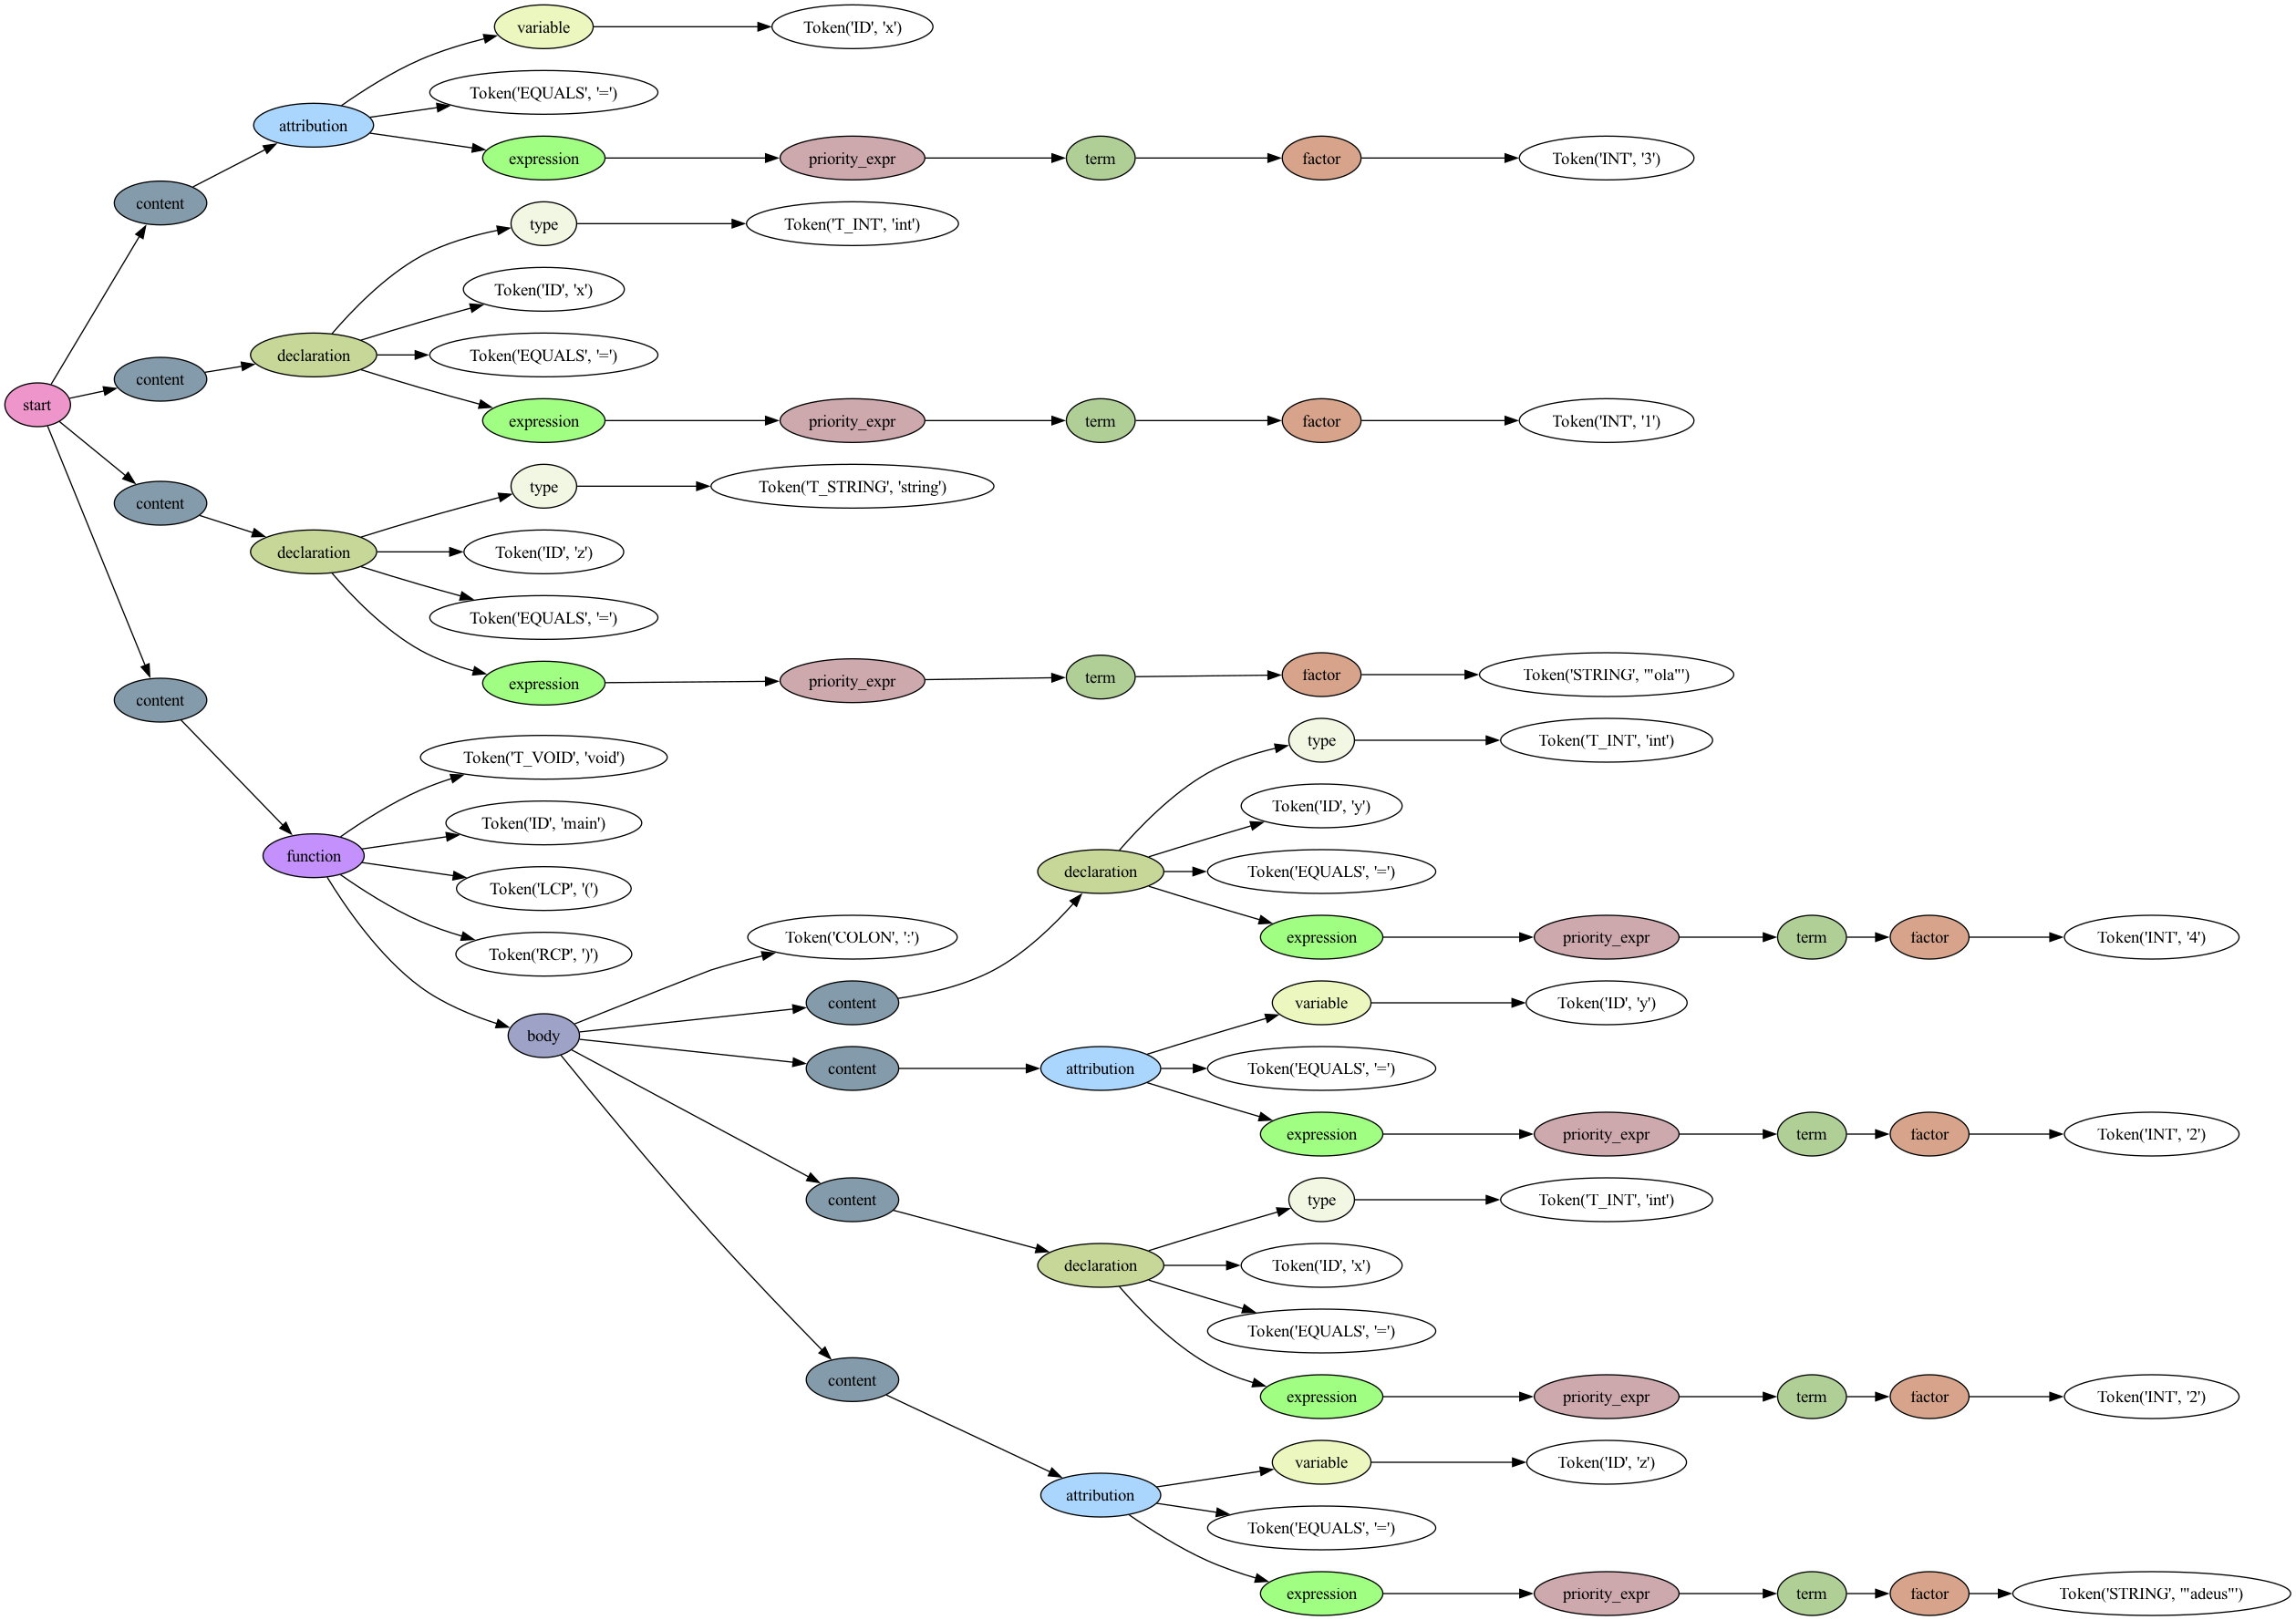 variable
Token('ID', 'x')
Token('EQUALS', '=')
attribution
expression
priority_expr
term
factor
Token('INT', '3')
content
type
Token('T_INT', 'int')
Token('ID', 'x')
declaration
Token('EQUALS', '=')
content
start
expression
priority_expr
term
factor
Token('INT', '1')
type
Token('T_STRING', 'string')
content
declaration
Token('ID', 'z')
Token('EQUALS', '=')
expression
priority_expr
term
factor
Token('STRING', '"ola"')
content
Token('T_VOID', 'void')
Token('ID', 'main')
function
Token('LCP', '(')
Token('RCP', ')')
type
Token('T_INT', 'int')
Token('ID', 'y')
declaration
Token('EQUALS', '=')
Token('COLON', ':')
expression
priority_expr
term
factor
Token('INT', '4')
content
variable
Token('ID', 'y')
body
content
attribution
Token('EQUALS', '=')
expression
priority_expr
term
factor
Token('INT', '2')
content
type
Token('T_INT', 'int')
declaration
Token('ID', 'x')
Token('EQUALS', '=')
content
expression
priority_expr
term
factor
Token('INT', '2')
variable
Token('ID', 'z')
attribution
Token('EQUALS', '=')
expression
priority_expr
term
factor
Token('STRING', '"adeus"')